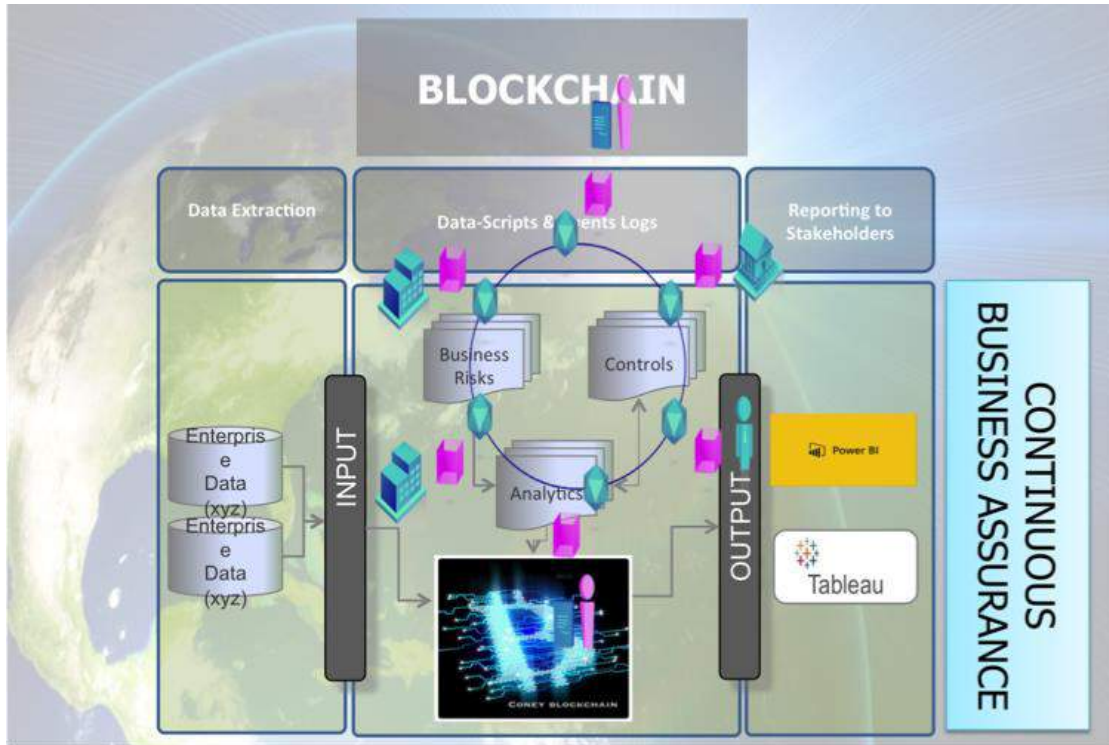 BLOCKCHAIN
Data Extraction
Data-Scripts & Events Logs
Reporting to
Stakeholders
Business
Risks
Controls
Analytics
INPUT
OUTPUT
Enterpris
e
Data
(xyz)
Enterpris
e
Data
(xyz)
Power BI
Tableau
CONEY BLOCKCHAIN
CONTINUOUS
BUSINESS ASSURANCE